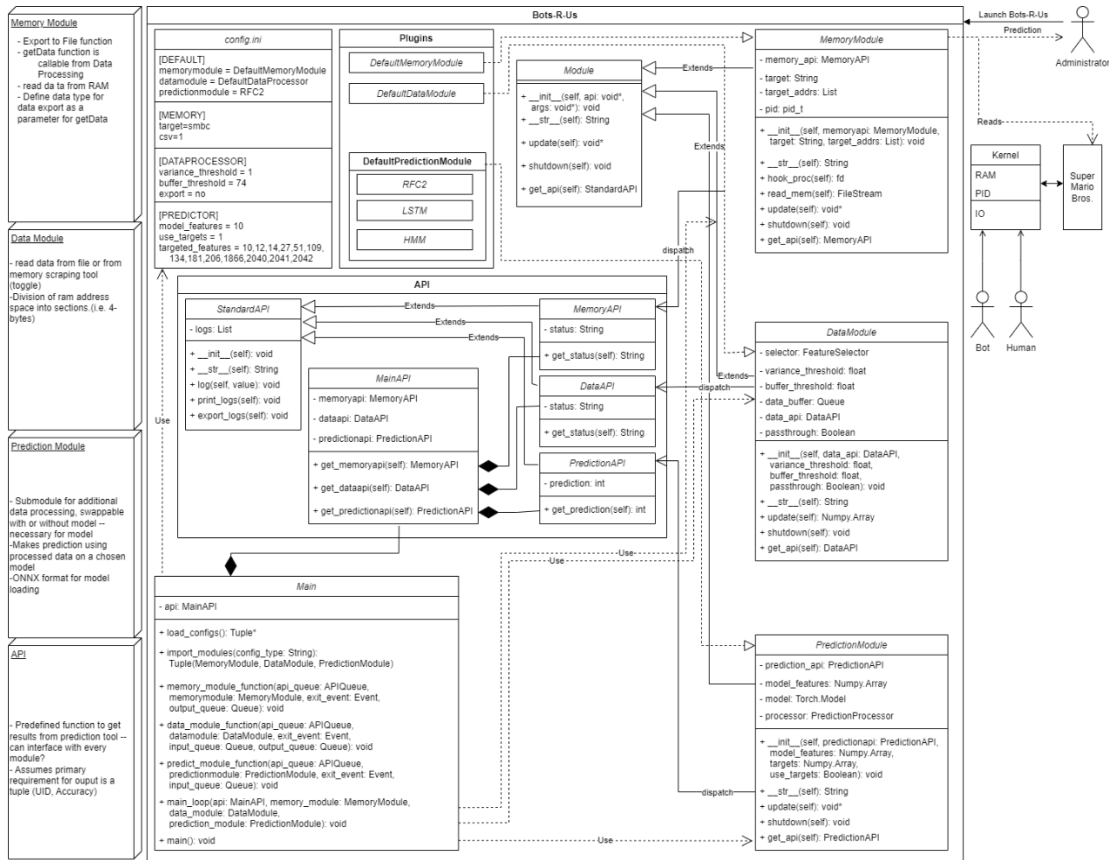 Memory Module
- Export to File function
- getData function is
callable from Data
Processing
- read da ta from RAM
- Define data type for
data export as a
parameter for getData
Data Module
- read data from file or from
memory scraping tool
(toggle)
-Division of ram address
space into sections.(i.e. 4-
bytes)
Prediction Module
- Submodule for additional
data processing, swappable
with or without model --
necessary for model
-Makes prediction using
processed data on a chosen
model
-ONNX format for model
loading
API
- Predefined function to get
results from prediction tool --
can interface with every
module?
- Assumes primary
requirement for ouput is a
tuple (UID, Accuracy)
Bots-R-Us
config.ini
[DEFAULT]
memorymodule = DefaultMemoryModule
datamodule = DefaultDataProcessor
predictionmodule = RFC2
[MEMORY]
target=smbc
csv=1
[DATAPROCESSOR]
variance_threshold = 1
buffer_threshold = 74
export = no
[PREDICTOR]
model_features = 10
use_targets = 1
targeted_features = 10,12,14,27,51,109,
134,181,206,1866,2040,2041,2042
Plugins
DefaultMemoryModule
DefaultDataModule
DefaultPredictionModule
RFC2
LSTM
HMM
Module
+ __init__(self, api: void*,
args: void*): void
+ __str__(self): String
+ update(self): void*
+ shutdown(self): void
+ get_api(self): StandardAPI
Extends
Extends
Extends
dispatch
MemoryModule
- memory_api: MemoryAPI
- target: String
- target_addrs: List
- pid: pid_t
+ __init__(self, memoryapi: MemoryModule,
target: String, target_addrs: List): void
+ __str__(self): String
+ hook_proc(self): fd
+ read_mem(self): FileStream
+ update(self): void*
+ shutdown(self): void
+ get_api(self): MemoryAPI
Launch Bots-R-Us
Prediction
Administrator
Reads
Kernel
RAM
PID
IO
Super
Mario
Bros.
Bot
Human
API
StandardAPI
- logs: List
+ __init__(self): void
+ __str__(self): String
+ log(self, value): void
+ print_logs(self): void
+ export_logs(self): void
Extends
Extends
Extends
MemoryAPI
- status: String
+ get_status(self): String
MainAPI
- memoryapi: MemoryAPI
- dataapi: DataAPI
- predictionapi: PredictionAPI
+ get_memoryapi(self): MemoryAPI
+ get_dataapi(self): DataAPI
+ get_predictionapi(self): PredictionAPI
DataAPI
- status: String
+ get_status(self): String
PredictionAPI
- prediction: int
+ get_prediction(self): int
dispatch
DataModule
- selector: FeatureSelector
- variance_threshold: float
- buffer_threshold: float
- data_buffer: Queue
- data_api: DataAPI
- passthrough: Boolean
+ __init__(self, data_api: DataAPI,
variance_threshold: float,
buffer_threshold: float,
passthrough: Boolean): void
+ __str__(self): String
+ update(self): Numpy.Array
+ shutdown(self): void
+ get_api(self): DataAPI
Use
Use
Use
Main
- api: MainAPI
+ load_configs(): Tuple*
+ import_modules(config_type: String):
Tuple(MemoryModule, DataModule, PredictionModule)
+ memory_module_function(api_queue: APIQueue,
memorymodule: MemoryModule, exit_event: Event,
output_queue: Queue): void
+ data_module_function(api_queue: APIQueue,
datamodule: DataModule, exit_event: Event,
input_queue: Queue, output_queue: Queue): void
+ predict_module_function(api_queue: APIQueue,
predictionmodule: PredictionModule, exit_event: Event,
input_queue: Queue): void
+ main_loop(api: MainAPI, memory_module: MemoryModule,
data_module: DataModule,
prediction_module: PredictionModule): void
+ main(): void
Use
dispatch
PredictionModule
- prediction_api: PredictionAPI
- model_features: Numpy.Array
- model: Torch.Model
- processor: PredictionProcessor
+ __init__(self, predictionapi: PredictionAPI,
model_features: Numpy.Array,
targets: Numpy.Array,
use_targets: Boolean): void
+ __str__(self): String
+ update(self): void*
+ shutdown(self): void
+ get_api(self): PredictionAPI